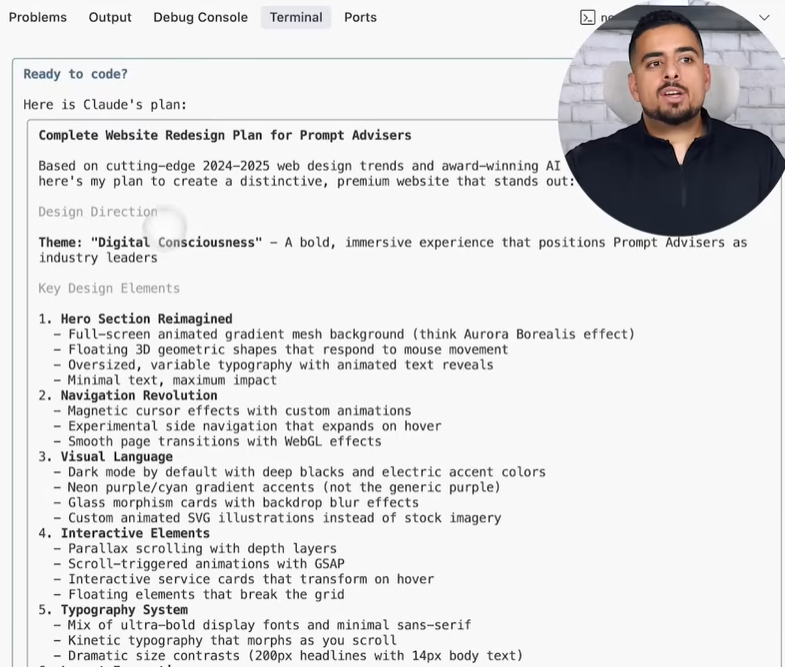 Problems Output Debug Console Terminal Ports
Ready to code?
Here is Claude's plan:
Complete Website Redesign Plan for Prompt Advisers
Based on cutting-edge 2024-2025 web design trends and award-winning AI
here's my plan to create a distinctive, premium website that stands out:
Design Direction
Theme: "Digital Consciousness" - A bold, immersive experience that positions Prompt Advisers as
industry leaders
Key Design Elements
1. Hero Section Reimagined
- Full-screen animated gradient mesh background (think Aurora Borealis effect)
- Floating 3D geometric shapes that respond to mouse movement
- Oversized, variable typography with animated text reveals
- Minimal text, maximum impact
2. Navigation Revolution
- Magnetic cursor effects with custom animations
- Experimental side navigation that expands on hover
- Smooth page transitions with WebGL effects
3. Visual Language
- Dark mode by default with deep blacks and electric accent colors
- Neon purple/cyan gradient accents (not the generic purple)
- Glass morphism cards with backdrop blur effects
- Custom animated SVG illustrations instead of stock imagery
4. Interactive Elements
- Parallax scrolling with depth layers
- Scroll-triggered animations with GSAP
- Interactive service cards that transform on hover
- Floating elements that break the grid
5. Typography System
- Mix of ultra-bold display fonts and minimal sans-serif
- Kinetic typography that morphs as you scroll
- Dramatic size contrasts (200px headlines with 14px body text)